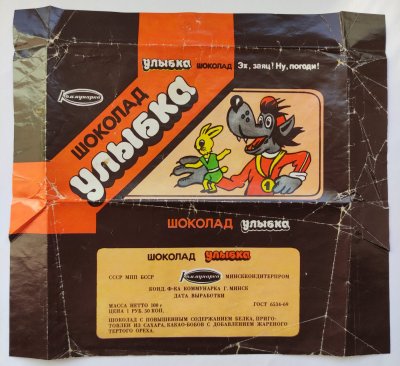 улыбка ШОКОЛАД Эх, заяц! Ну, погоди!
Коммунарка
ШОКОЛАД
улыбка
ШОКОЛАД улыбка
ШОКОЛАД улыбка
СССР МПП БССР Коммунарка МИНСККОНДИТЕРПРОМ
КОНД. Ф-КА КОММУНАРКА Г. МИНСК
ДАТА ВЫРАБОТКИ
МАССА НЕТТО 100 г
ЦЕНА 1 РУБ. 50 КОП. ГОСТ 6534-69
ШОКОЛАД С ПОВЫШЕННЫМ СОДЕРЖАНИЕМ БЕЛКА, ПРИГО-
ТОВЛЕН ИЗ САХАРА, КАКАО-БОБОВ С ДОБАВЛЕНИЕМ ЖАРЕНОГО
ТЕРТОГО ОРЕХА.